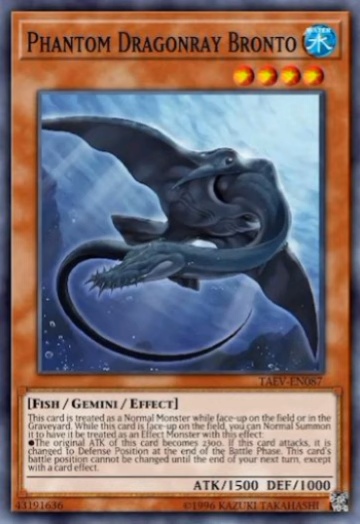 PHANTOM DRAGONRAY BRONTO
WATER
水
TAEV-EN087
[FISH / GEMINI / EFFECT]
This card is treated as a Normal Monster while face-up on the field or in the
Graveyard. While this card is face-up on the field, you can Normal Summon
it to have it be treated as an Effect Monster with this effect:
●The original ATK of this card becomes 2300. If this card attacks, it is
changed to Defense Position at the end of the Battle Phase. This card's
battle position cannot be changed until the end of your next turn, except
with a card effect.
ATK/1500 DEF/1000
43191636
©1996 KAZUKI TAKAHASHI